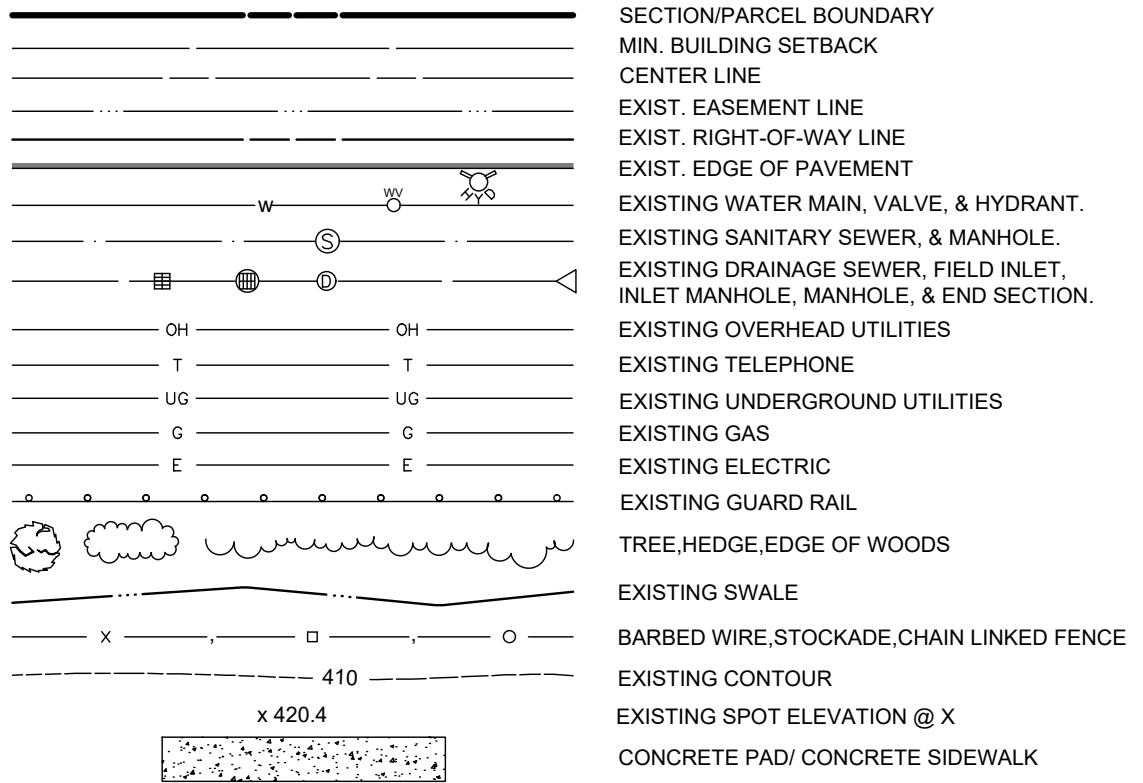 SECTION/PARCEL BOUNDARY
MIN. BUILDING SETBACK
CENTER LINE
EXIST. EASEMENT LINE
EXIST. RIGHT-OF-WAY LINE
EXIST. EDGE OF PAVEMENT
HYD
W WV EXISTING WATER MAIN, VALVE, & HYDRANT.
S EXISTING SANITARY SEWER, & MANHOLE.
D EXISTING DRAINAGE SEWER, FIELD INLET,
INLET MANHOLE, MANHOLE, & END SECTION.
OH OH EXISTING OVERHEAD UTILITIES
T T EXISTING TELEPHONE
UG UG EXISTING UNDERGROUND UTILITIES
G G EXISTING GAS
E E EXISTING ELECTRIC
EXISTING GUARD RAIL
TREE,HEDGE,EDGE OF WOODS
EXISTING SWALE
X BARBED WIRE,STOCKADE,CHAIN LINKED FENCE
410 EXISTING CONTOUR
x 420.4 EXISTING SPOT ELEVATION @ X
CONCRETE PAD/ CONCRETE SIDEWALK